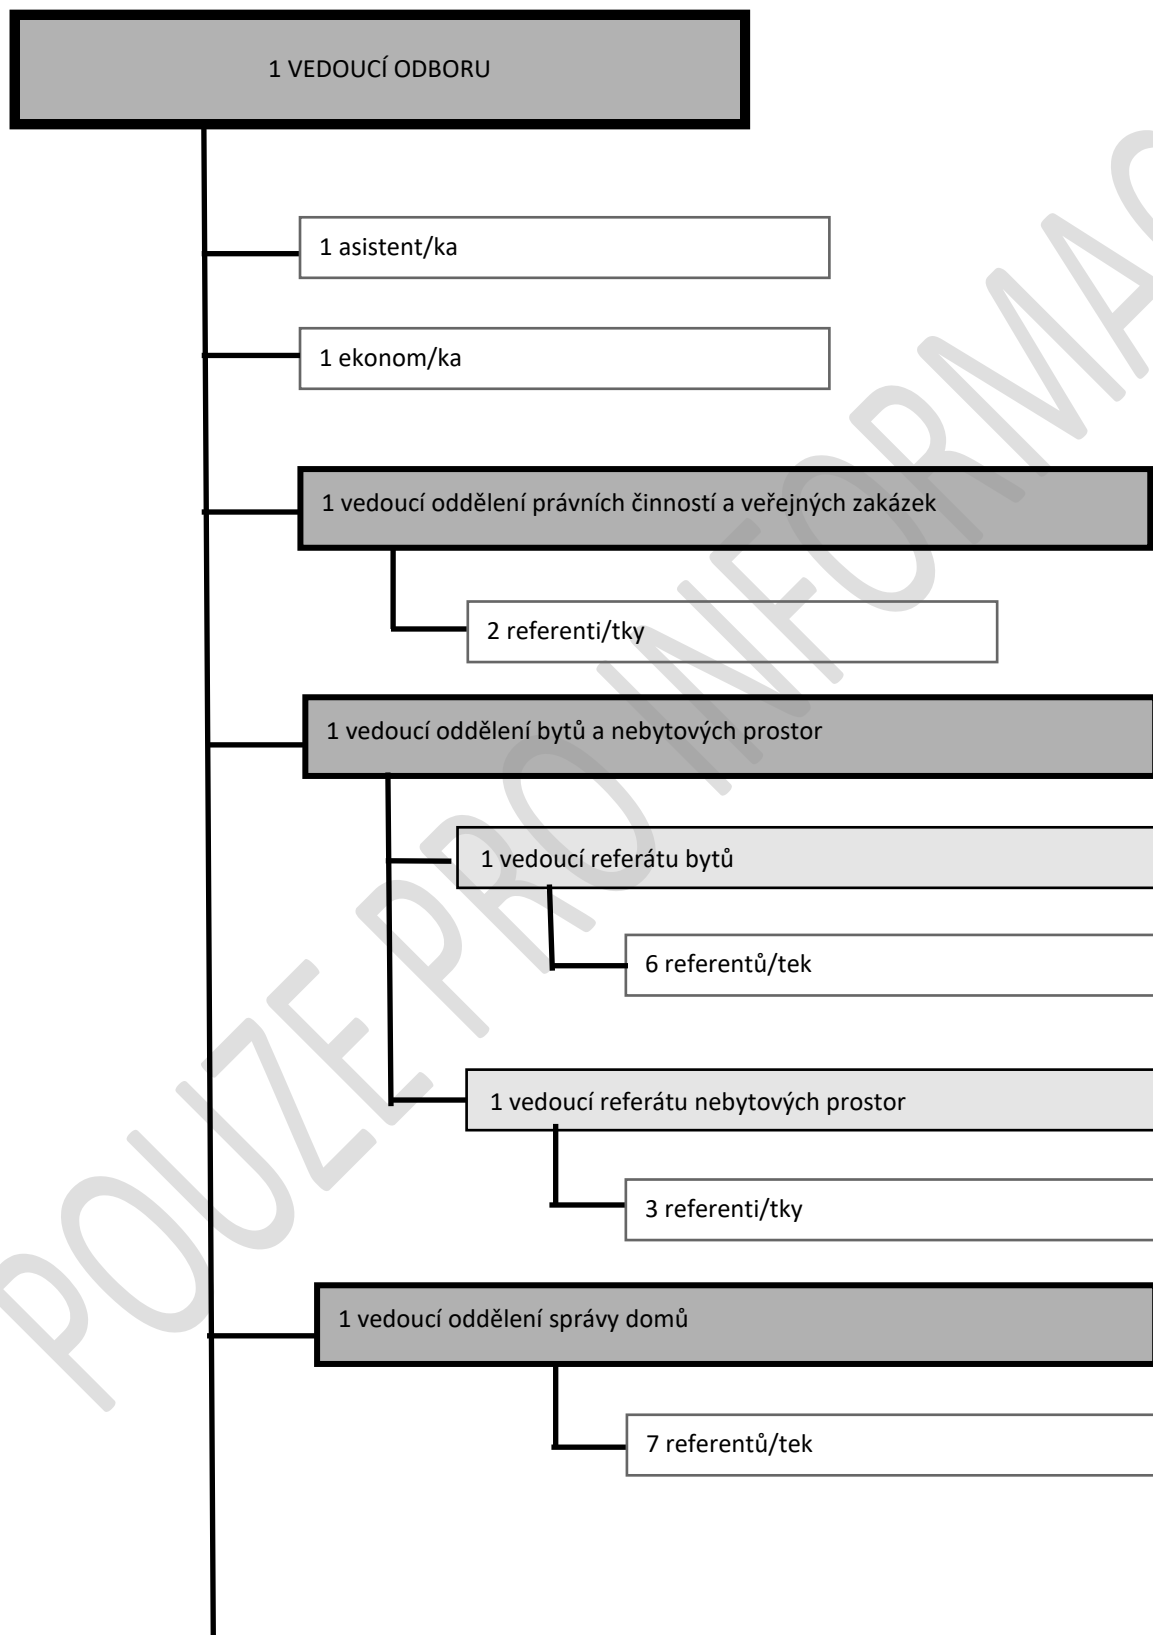 1 VEDOUCÍ ODBORU
1 asistent/ka
1 ekonom/ka
1 vedoucí oddělení právních činností a veřejných zakázek
2 referenti/tky
1 vedoucí oddělení bytů a nebytových prostor
1 vedoucí referátu bytů
6 referentů/tek
1 vedoucí referátu nebytových prostor
3 referenti/tky
1 vedoucí oddělení správy domů
7 referentů/tek
POUZE PRO INFORMAC